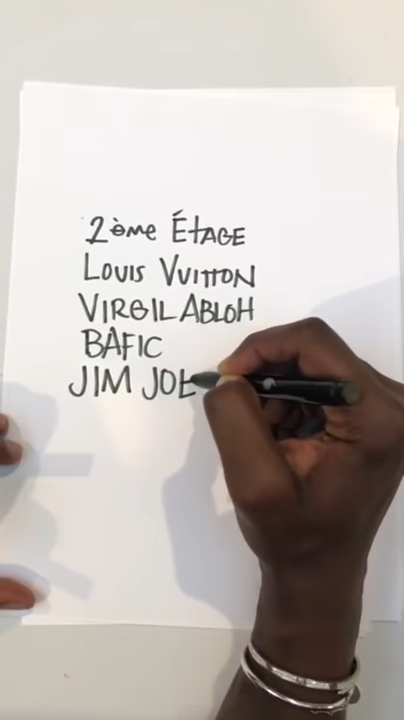 2ème ÉTAGE
LOUIS VUITTON
VIRGIL ABLOH
BAFIC
JIM JOE